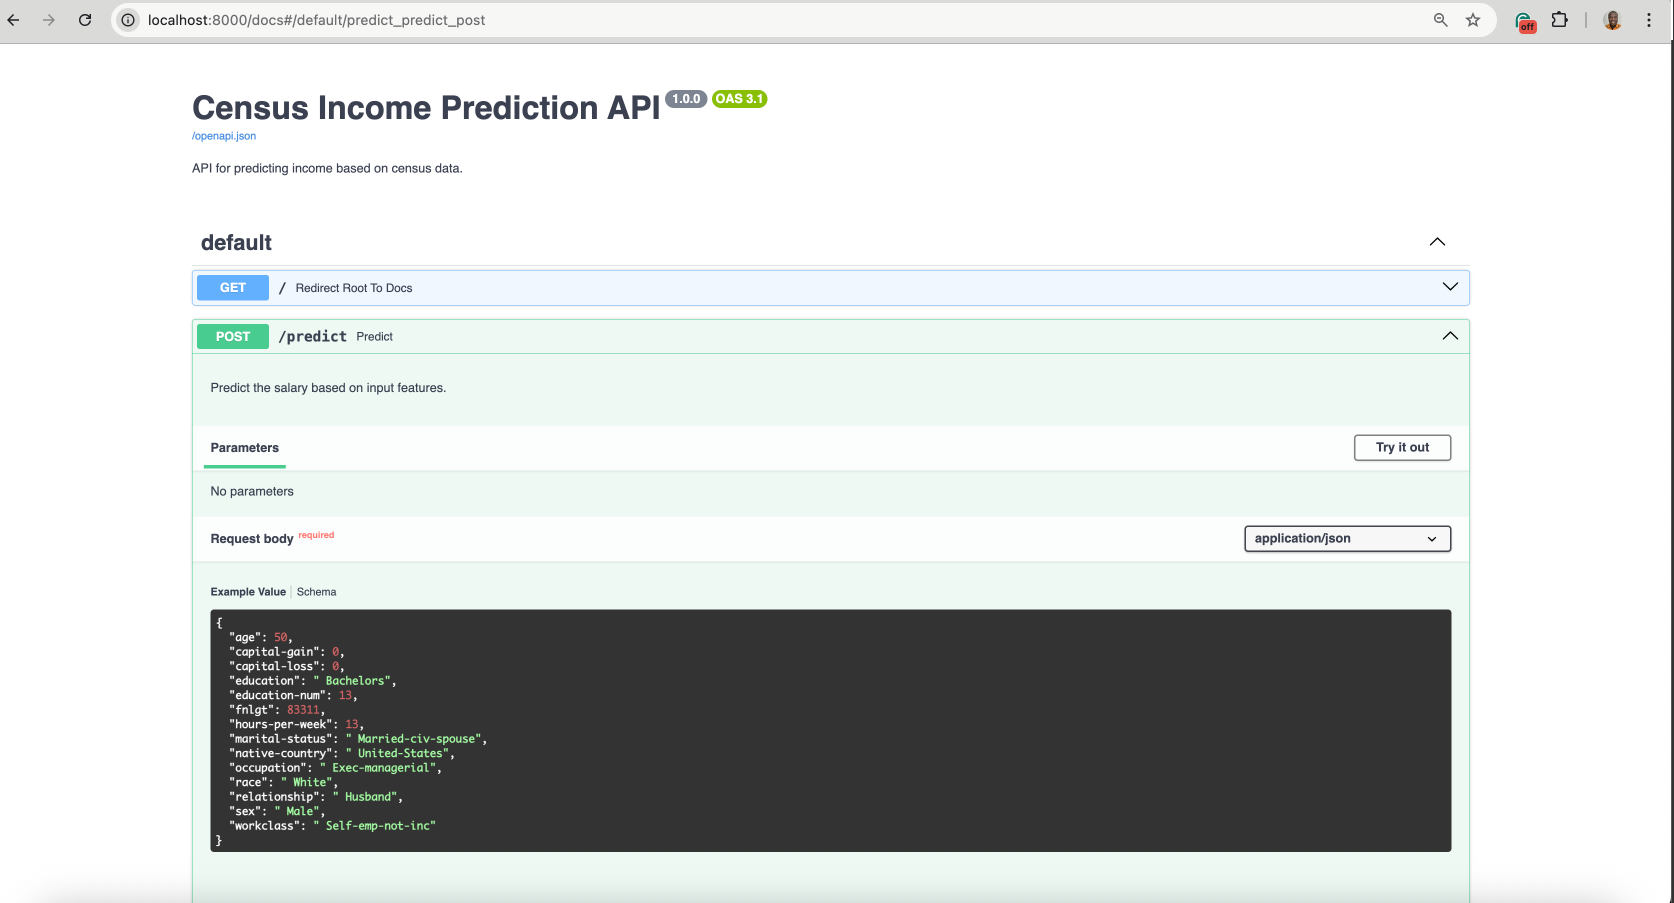 localhost:8000/docs#/default/predict_predict_post
off
Census Income Prediction API 1.0.0 OAS 3.1
/openapi.json
API for predicting income based on census data.
default
GET / Redirect Root To Docs
POST /predict Predict
Predict the salary based on input features.
Parameters
Try it out
No parameters
Request body required
application/json
Example Value Schema
{
"age": 50,
"capital-gain": 0,
"capital-loss": 0,
"education": " Bachelors",
"education-num": 13,
"fnlgt": 83311,
"hours-per-week": 13,
"marital-status": " Married-civ-spouse",
"native-country": " United-States",
"occupation": " Exec-managerial",
"race": " White",
"relationship": " Husband",
"sex": " Male",
"workclass": " Self-emp-not-inc"
}